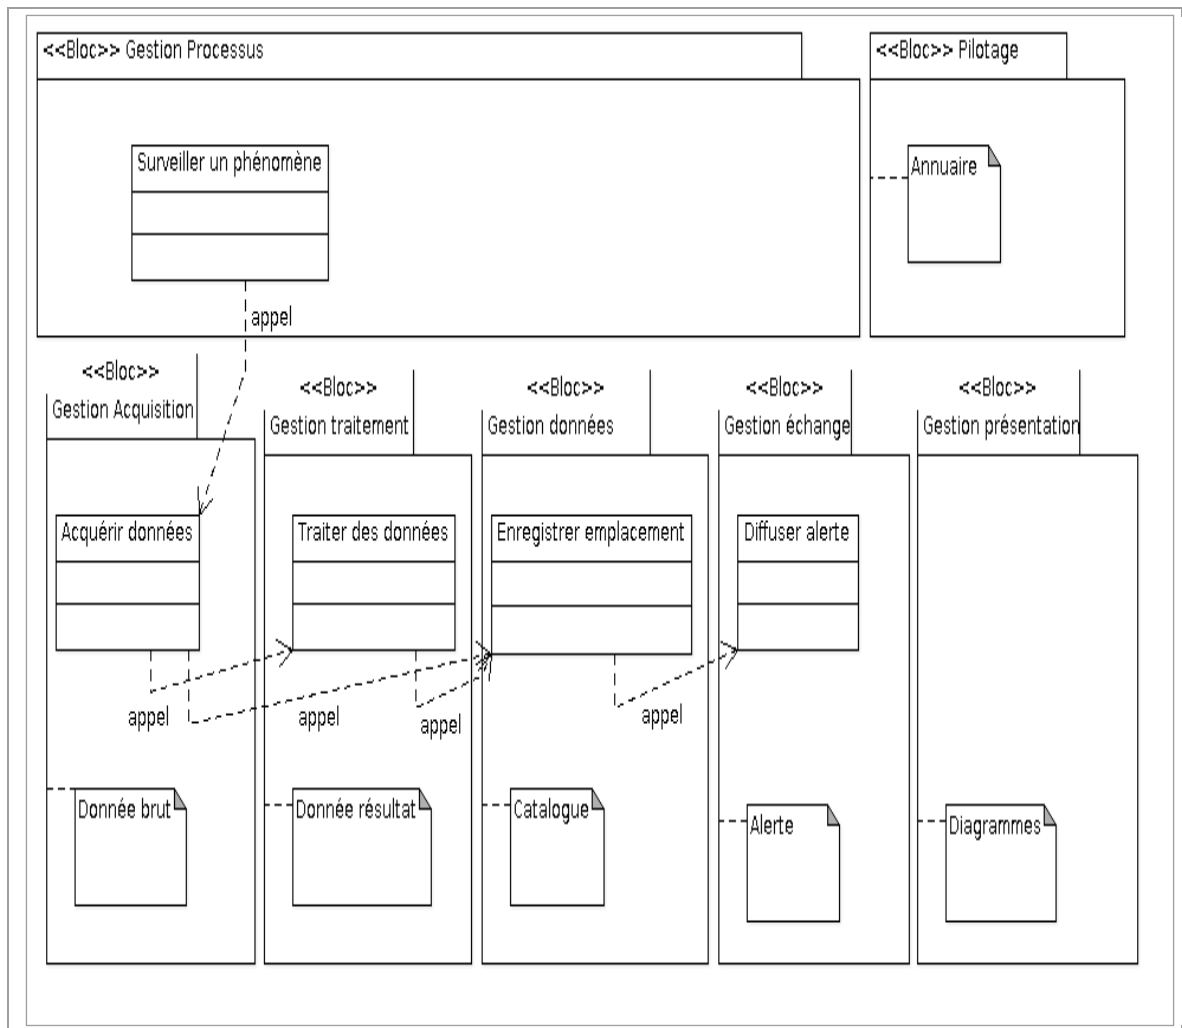 <<Bloc>> Gestion Processus
<<Bloc>> Pilotage
Surveiller un phénomène
Annuaire
appel
<<Bloc>>
Gestion Acquisition
<<Bloc>>
Gestion traitement
<<Bloc>>
Gestion données
<<Bloc>>
Gestion échange
<<Bloc>>
Gestion présentation
Acquérir données
Traiter des données
Enregistrer emplacement
Diffuser alerte
appel
appel
appel
appel
Donnée brut
Donnée résultat
Catalogue
Alerte
Diagrammes